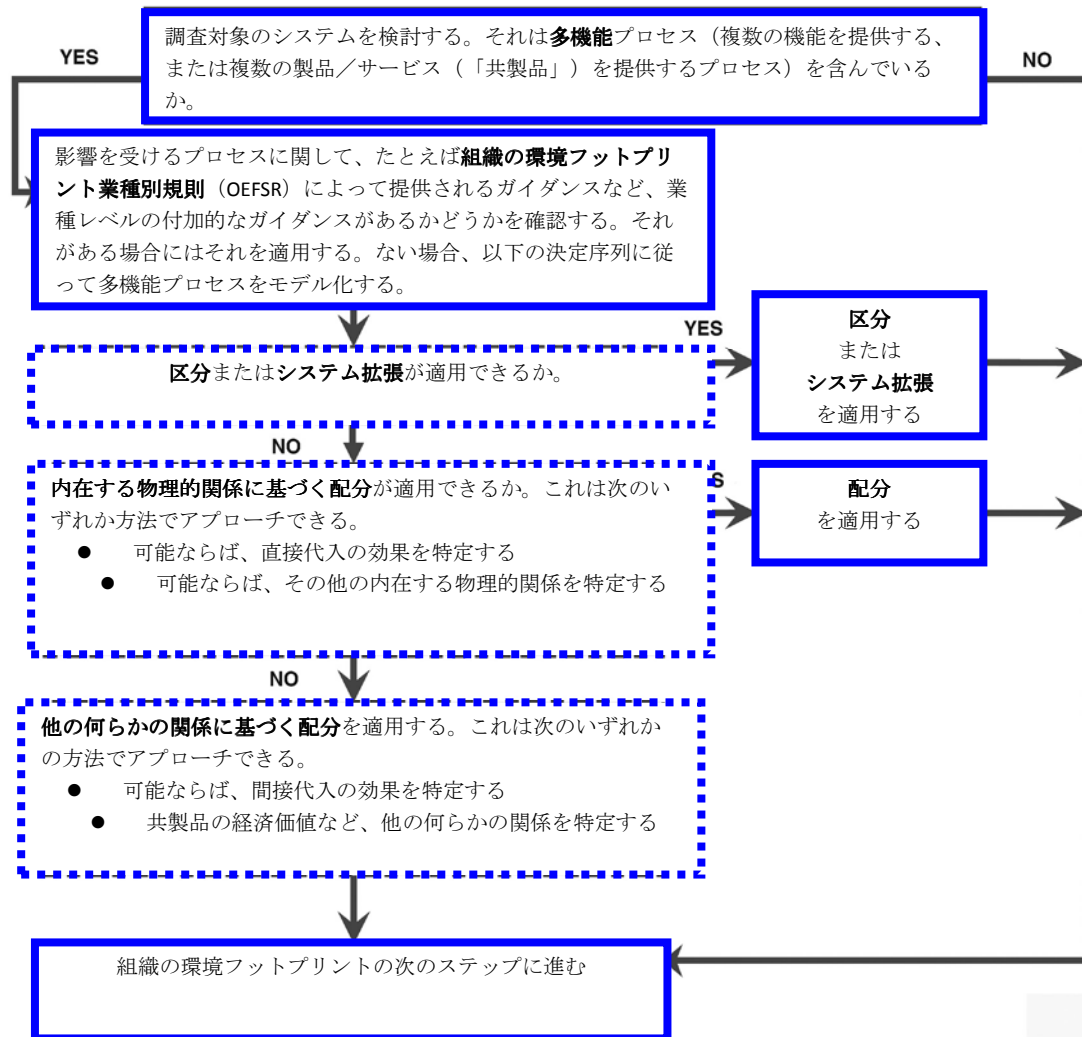 調査対象のシステムを検討する。それは多機能プロセス（複数の機能を提供する、
または複数の製品／サービス（「共製品」）を提供するプロセス）を含んでいる
か。
YES
NO
影響を受けるプロセスに関して、たとえば組織の環境フットプリ
ント業種別規則（OEFSR）によって提供されるガイダンスなど、業
種レベルの付加的なガイダンスがあるかどうかを確認する。それ
がある場合にはそれを適用する。ない場合、以下の決定序列に従
って多機能プロセスをモデル化する。
区分またはシステム拡張が適用できるか。
YES
区分
または
システム拡張
を適用する
NO
内在する物理的関係に基づく配分が適用できるか。これは次のい
ずれか方法でアプローチできる。
● 可能ならば、直接代入の効果を特定する
● 可能ならば、その他の内在する物理的関係を特定する
S
配分
を適用する
NO
他の何らかの関係に基づく配分を適用する。これは次のいずれか
の方法でアプローチできる。
● 可能ならば、間接代入の効果を特定する
● 共製品の経済価値など、他の何らかの関係を特定する
組織の環境フットプリントの次のステップに進む